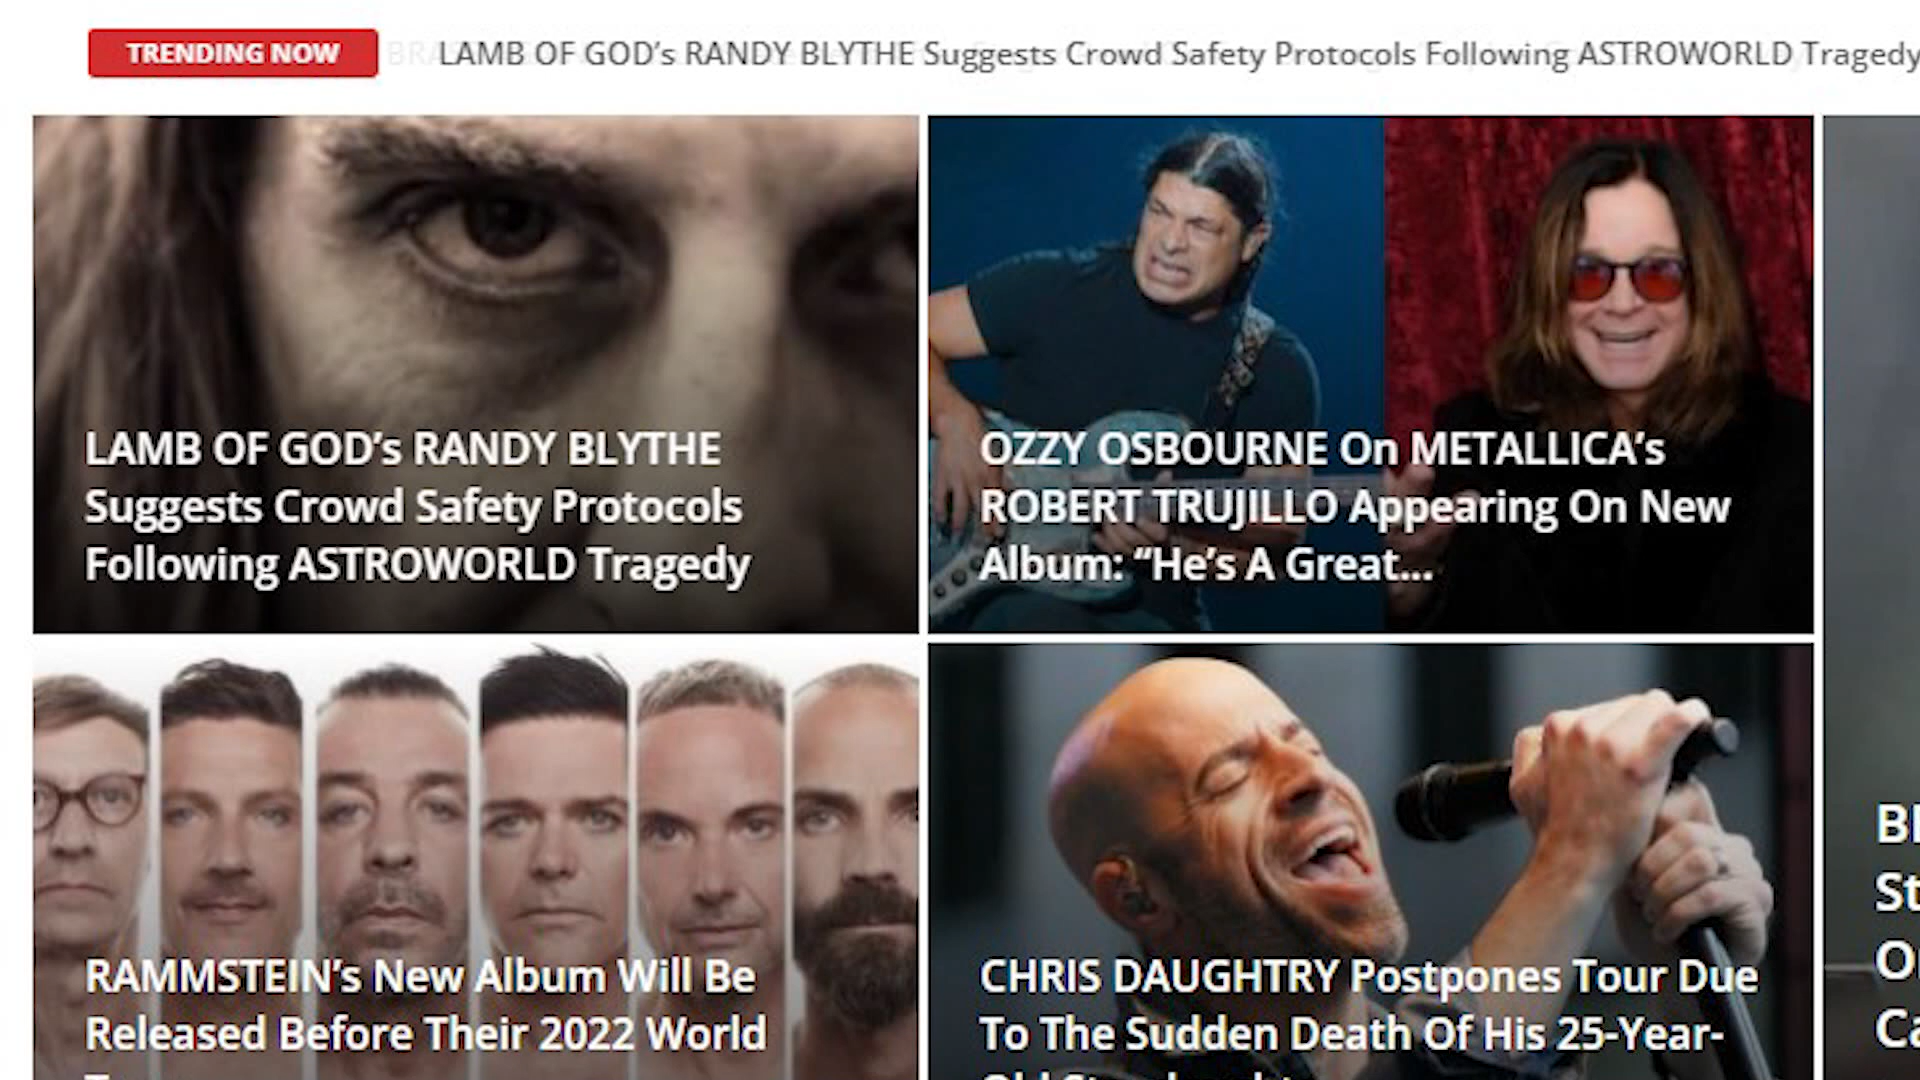 TRENDING NOW
LAMB OF GOD’s RANDY BLYTHE Suggests Crowd Safety Protocols Following ASTROWORLD Tragedy
LAMB OF GOD’s RANDY BLYTHE
Suggests Crowd Safety Protocols
Following ASTROWORLD Tragedy
OZZY OSBOURNE On METALLICA’s
ROBERT TRUJILLO Appearing On New
Album: “He’s A Great...
RAMMSTEIN’s New Album Will Be
Released Before Their 2022 World
CHRIS DAUGHTRY Postpones Tour Due
To The Sudden Death Of His 25-Year-